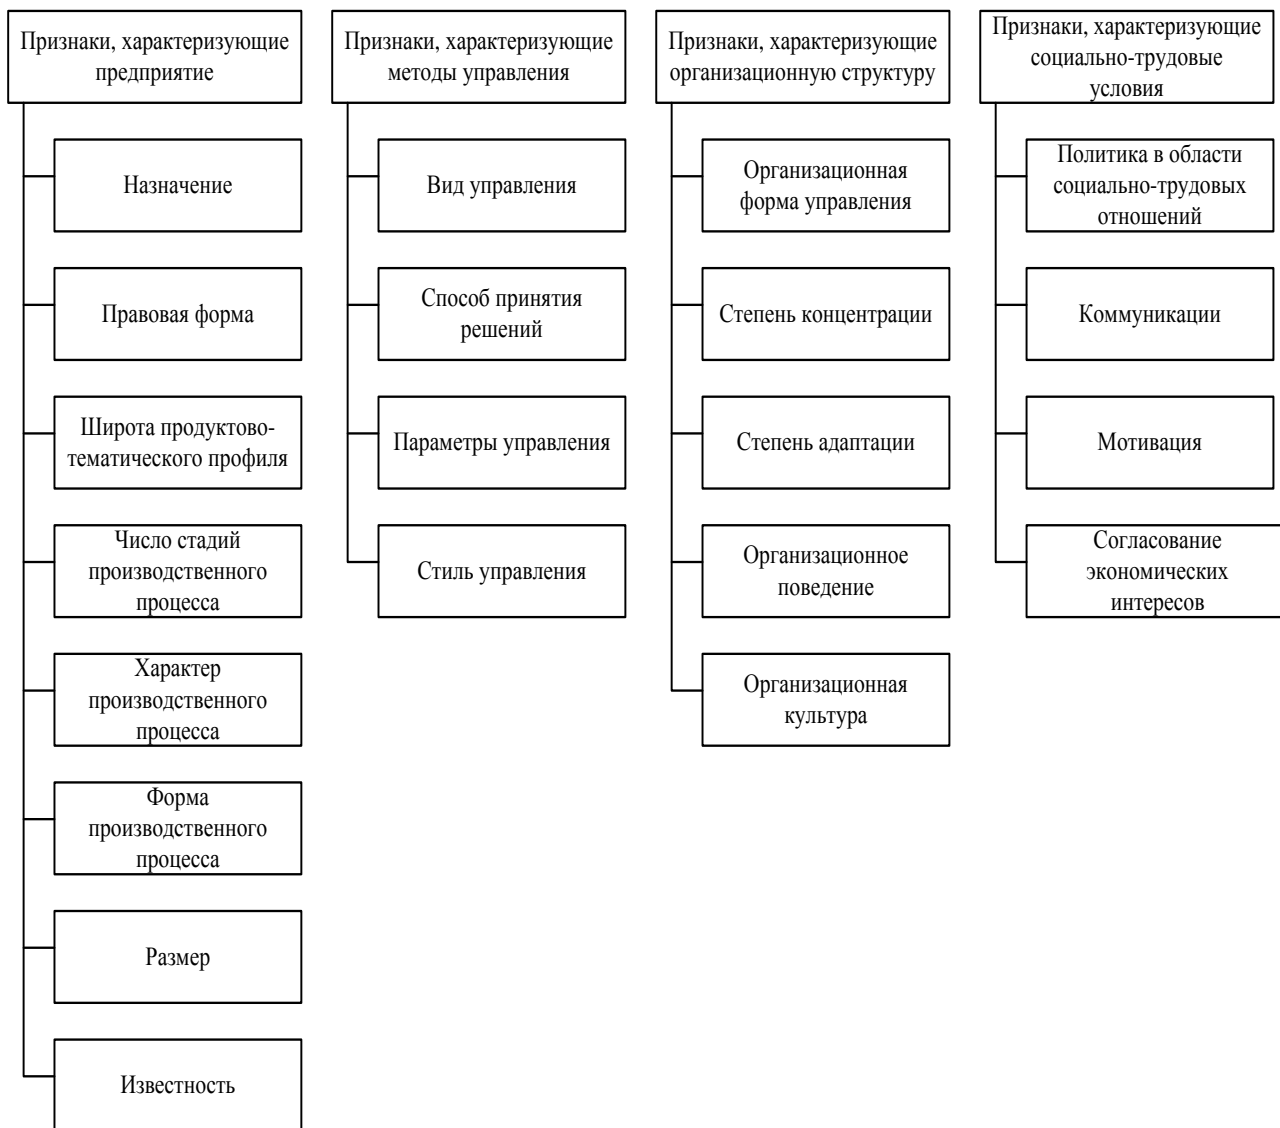 Признаки, характеризующие
предприятие
Назначение
Правовая форма
Широта продуктово-
тематического профиля
Число стадий
производственного
процесса
Характер
производственного
процесса
Форма
производственного
процесса
Размер
Известность
Признаки, характеризующие
методы управления
Вид управления
Способ принятия
решений
Параметры управления
Стиль управления
Признаки, характеризующие
организационную структуру
Организационная
форма управления
Степень концентрации
Степень адаптации
Организационное
поведение
Организационная
культура
Признаки, характеризующие
социально-трудовые
условия
Политика в области
социально-трудовых
отношений
Коммуникации
Мотивация
Согласование
экономических
интересов